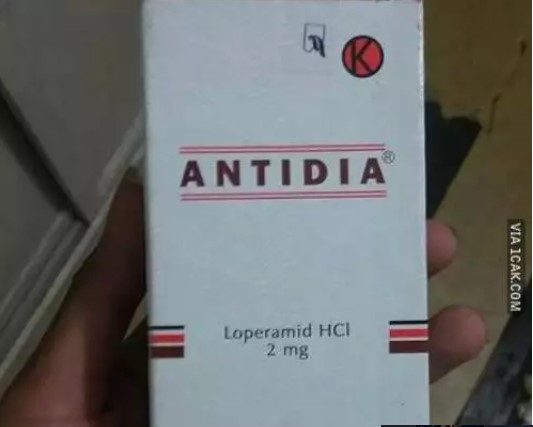 K
ANTIDIA®
Loperamid HCl
2 mg
VIA 1CAK.COM